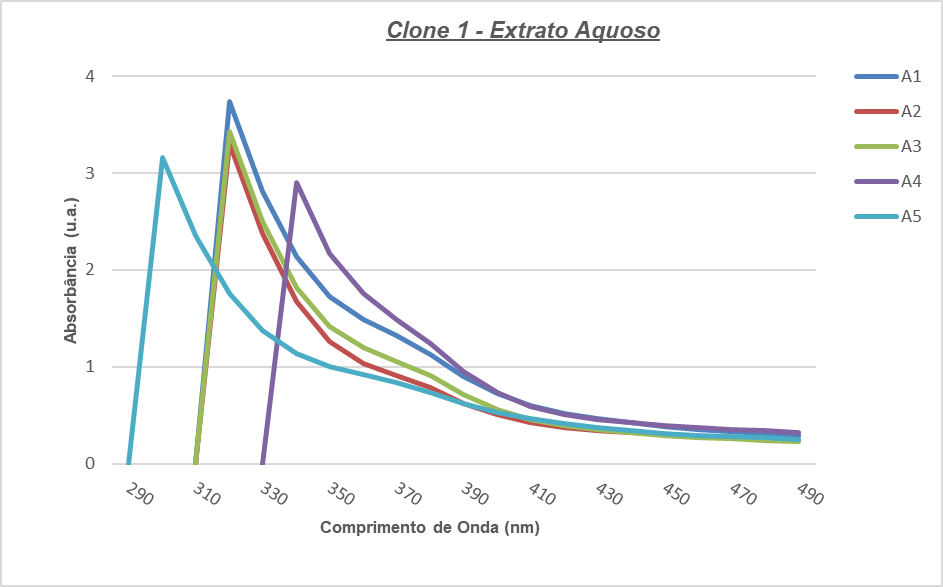 Clone 1 - Extrato Aquoso
4
3
2
1
0
Absorbância (u.a.)
290 310 330 350 370 390 410 430 450 470 490
Comprimento de Onda (nm)
A1
A2
A3
A4
A5